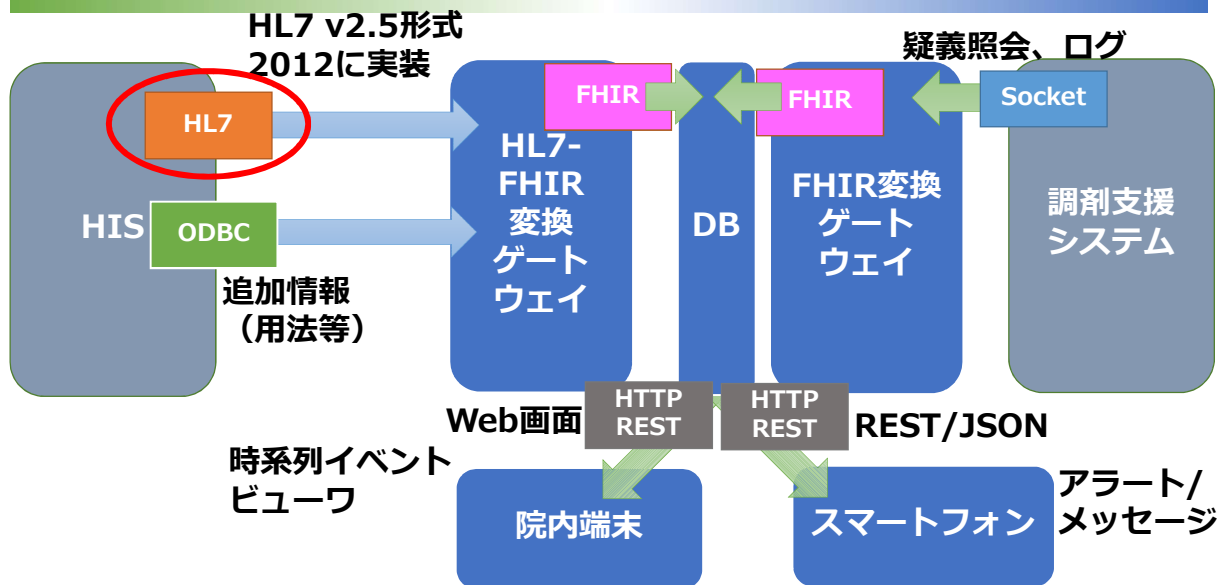 HL7 v2.5形式
2012に実装
疑義照会、ログ
HL7
FHIR
FHIR
Socket
HIS
ODBC
HL7-
FHIR
変換
ゲート
ウェイ
DB
FHIR変換
ゲート
ウェイ
調剤支援
システム
追加情報
（用法等）
Web画面
HTTP
REST
HTTP
REST
REST/JSON
時系列イベント
ビューワ
院内端末
スマートフォン
アラート/
メッセージ